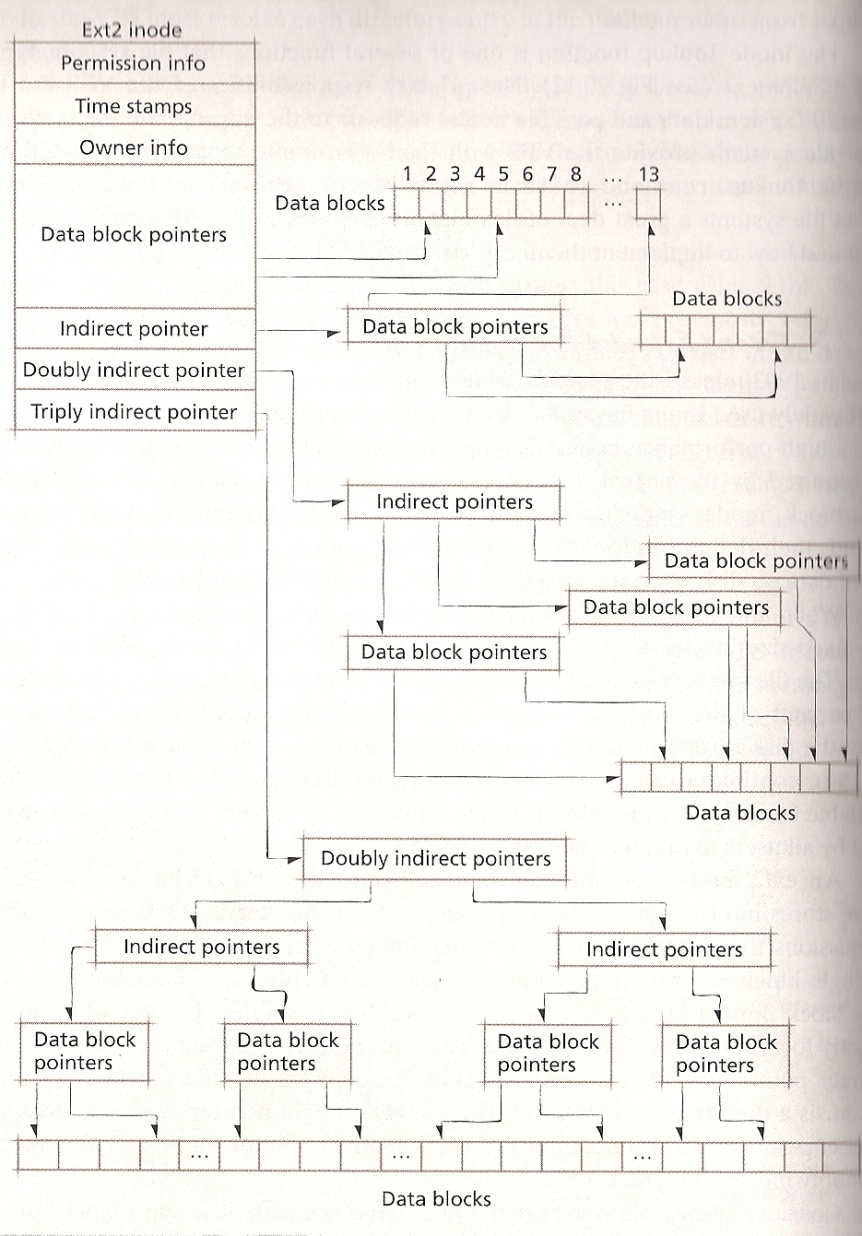 Ext2 inode
Permission info
Time stamps
Owner info
Data block pointers
Indirect pointer
Doubly indirect pointer
Triply indirect pointer
1 2 3 4 5 6 7 8 ... 13
Data blocks
...
Data block pointers
Data blocks
Indirect pointers
Data block pointers
Data block pointers
Data block pointers
Data blocks
Doubly indirect pointers
Indirect pointers
Indirect pointers
Data block
pointers
Data block
pointers
Data block
pointers
Data block
pointers
... ... ...
Data blocks